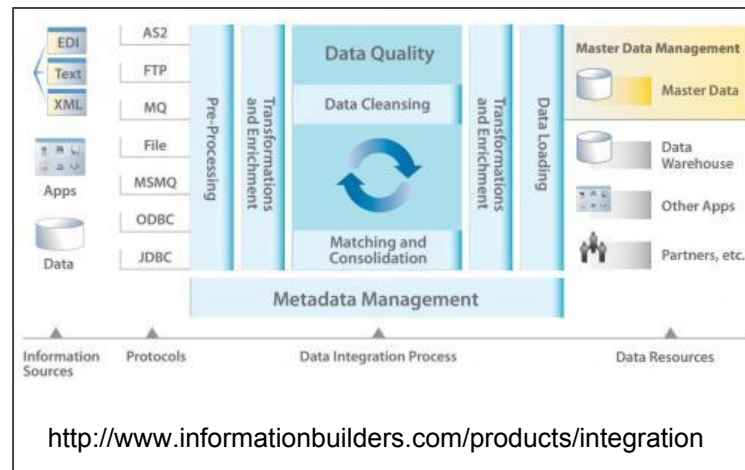 EDI
Text
XML
Apps
Data
AS2
FTP
MQ
File
MSMQ
ODBC
JDBC
Pre-Processing
Transformations
and Enrichment
Data Quality
Data Cleansing
Matching and
Consolidation
Transformations
and Enrichment
Data Loading
Metadata Management
Master Data Management
Master Data
Data
Warehouse
Other Apps
Partners, etc.
Information
Sources
Protocols
Data Integration Process
Data Resources
http://www.informationbuilders.com/products/integration